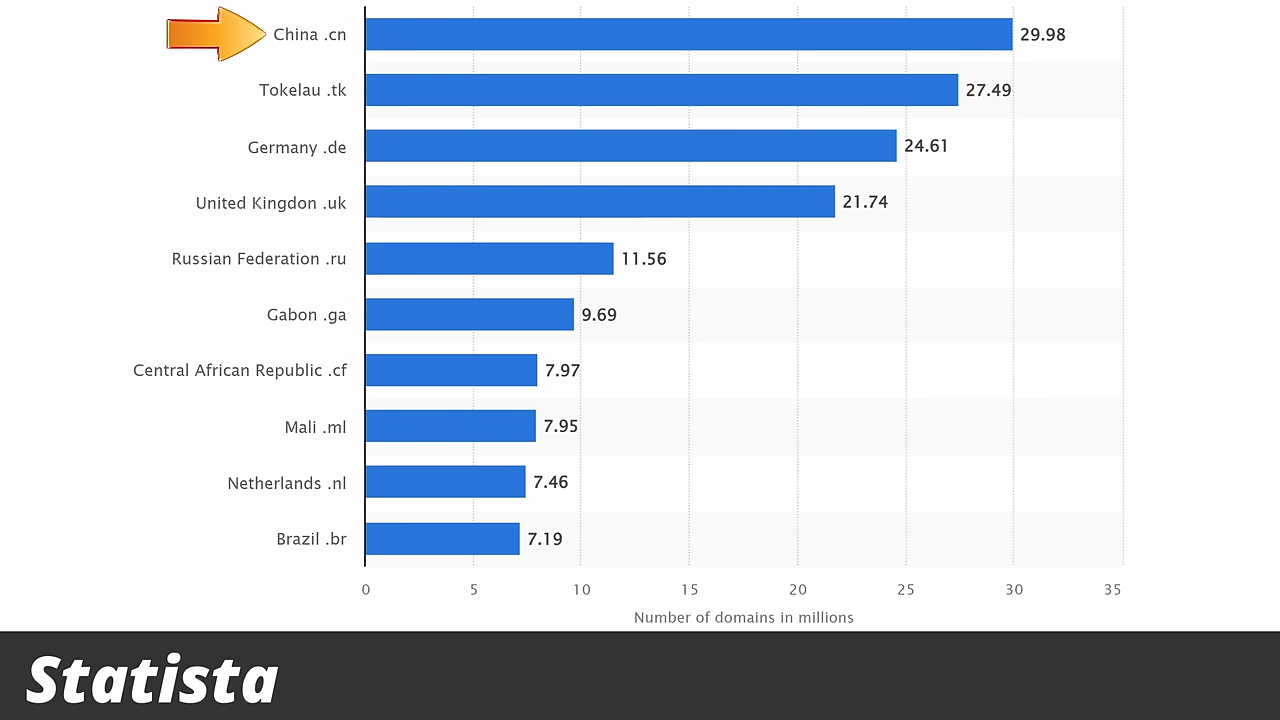 China .cn 29.98
Tokelau .tk 27.49
Germany .de 24.61
United Kingdon .uk 21.74
Russian Federation .ru 11.56
Gabon .ga 9.69
Central African Republic .cf 7.97
Mali .ml 7.95
Netherlands .nl 7.46
Brazil .br 7.19
0 5 10 15 20 25 30 35
Number of domains in millions
Statista